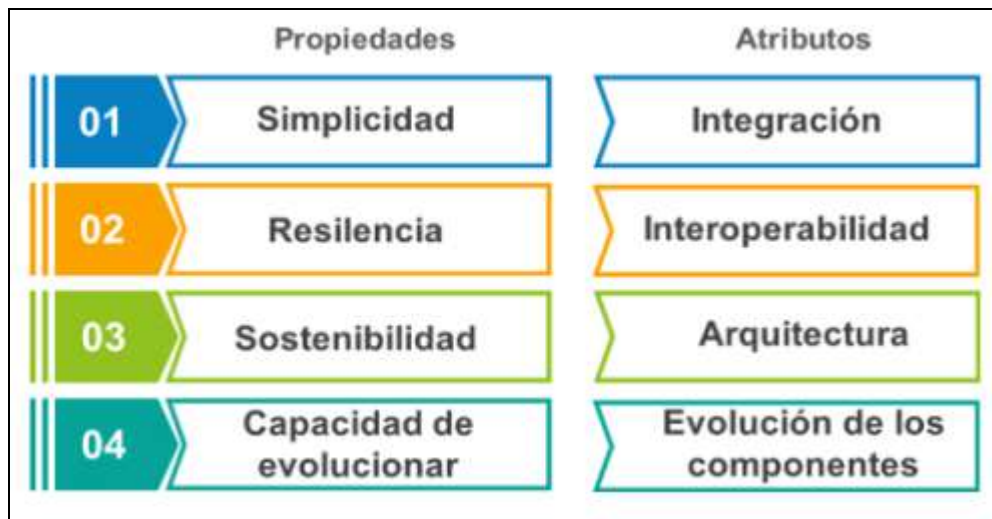 Propiedades Atributos
01 Simplicidad Integración
02 Resilencia Interoperabilidad
03 Sostenibilidad Arquitectura
04 Capacidad de evolucionar Evolución de los componentes